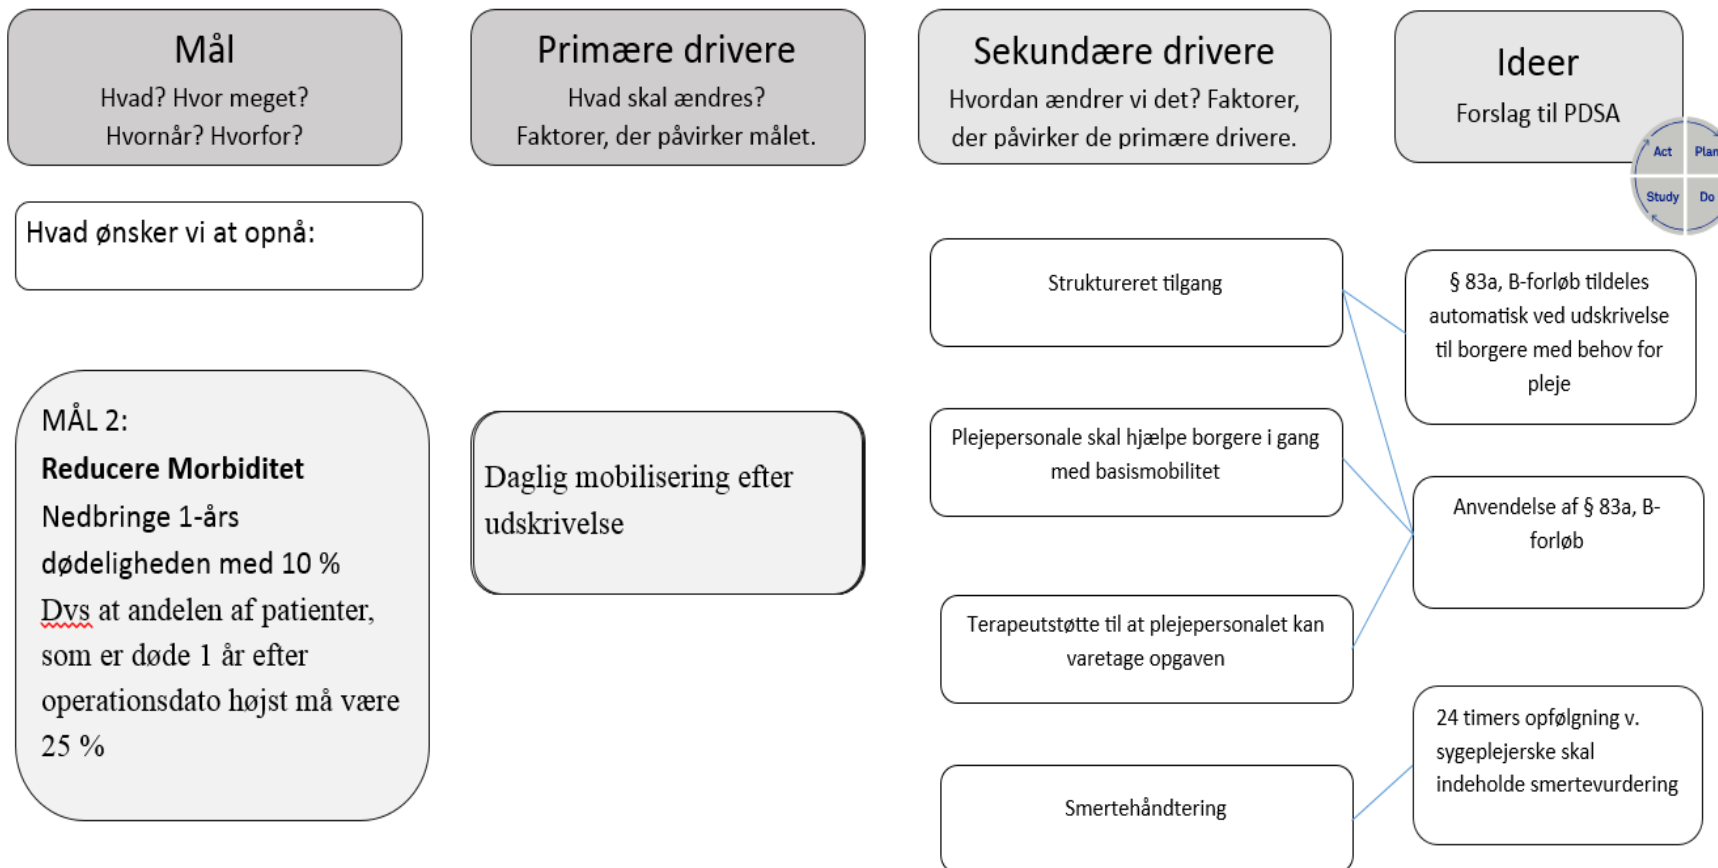 Mål
Hvad? Hvor meget?
Hvornår? Hvorfor?
Primære drivere
Hvad skal ændres?
Faktorer, der påvirker målet.
Sekundære drivere
Hvordan ændrer vi det? Faktorer,
der påvirker de primære drivere.
Ideer
Forslag til PDSA
Act
Plan
Study
Do
Hvad ønsker vi at opnå:
MÅL 2:
Reducere Morbiditet
Nedbringe 1-års
dødeligheden med 10 %
Dvs at andelen af patienter,
som er døde 1 år efter
operationsdato højst må være
25 %
Daglig mobilisering efter
udskrivelse
Struktureret tilgang
Plejepersonale skal hjælpe borgere i gang
med basismobilitet
Terapeutstøtte til at plejepersonalet kan
varetage opgaven
Smertehåndtering
§ 83a, B-forløb tildeles
automatisk ved udskrivelse
til borgere med behov for
pleje
Anvendelse af § 83a, B-
forløb
24 timers opfølgning v.
sygeplejerske skal
indeholde smertevurdering